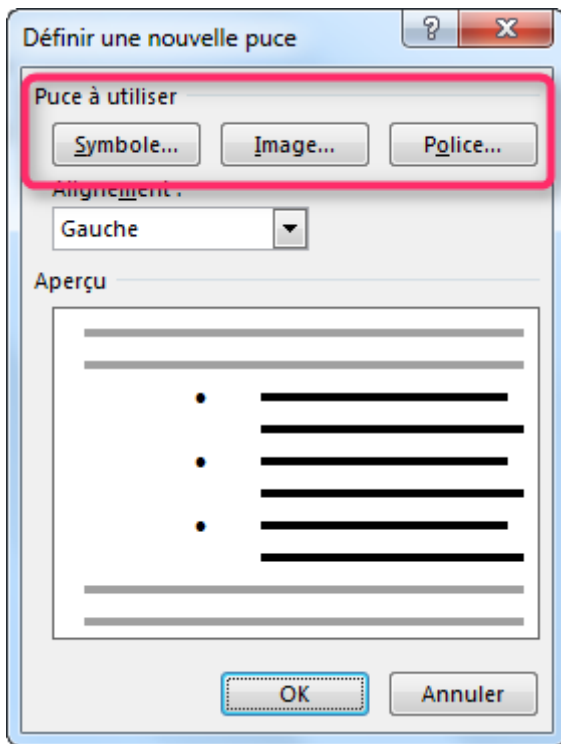 Définir une nouvelle puce
Puce à utiliser
Symbole... Image... Police...
Alignement :
Gauche
Aperçu
OK Annuler